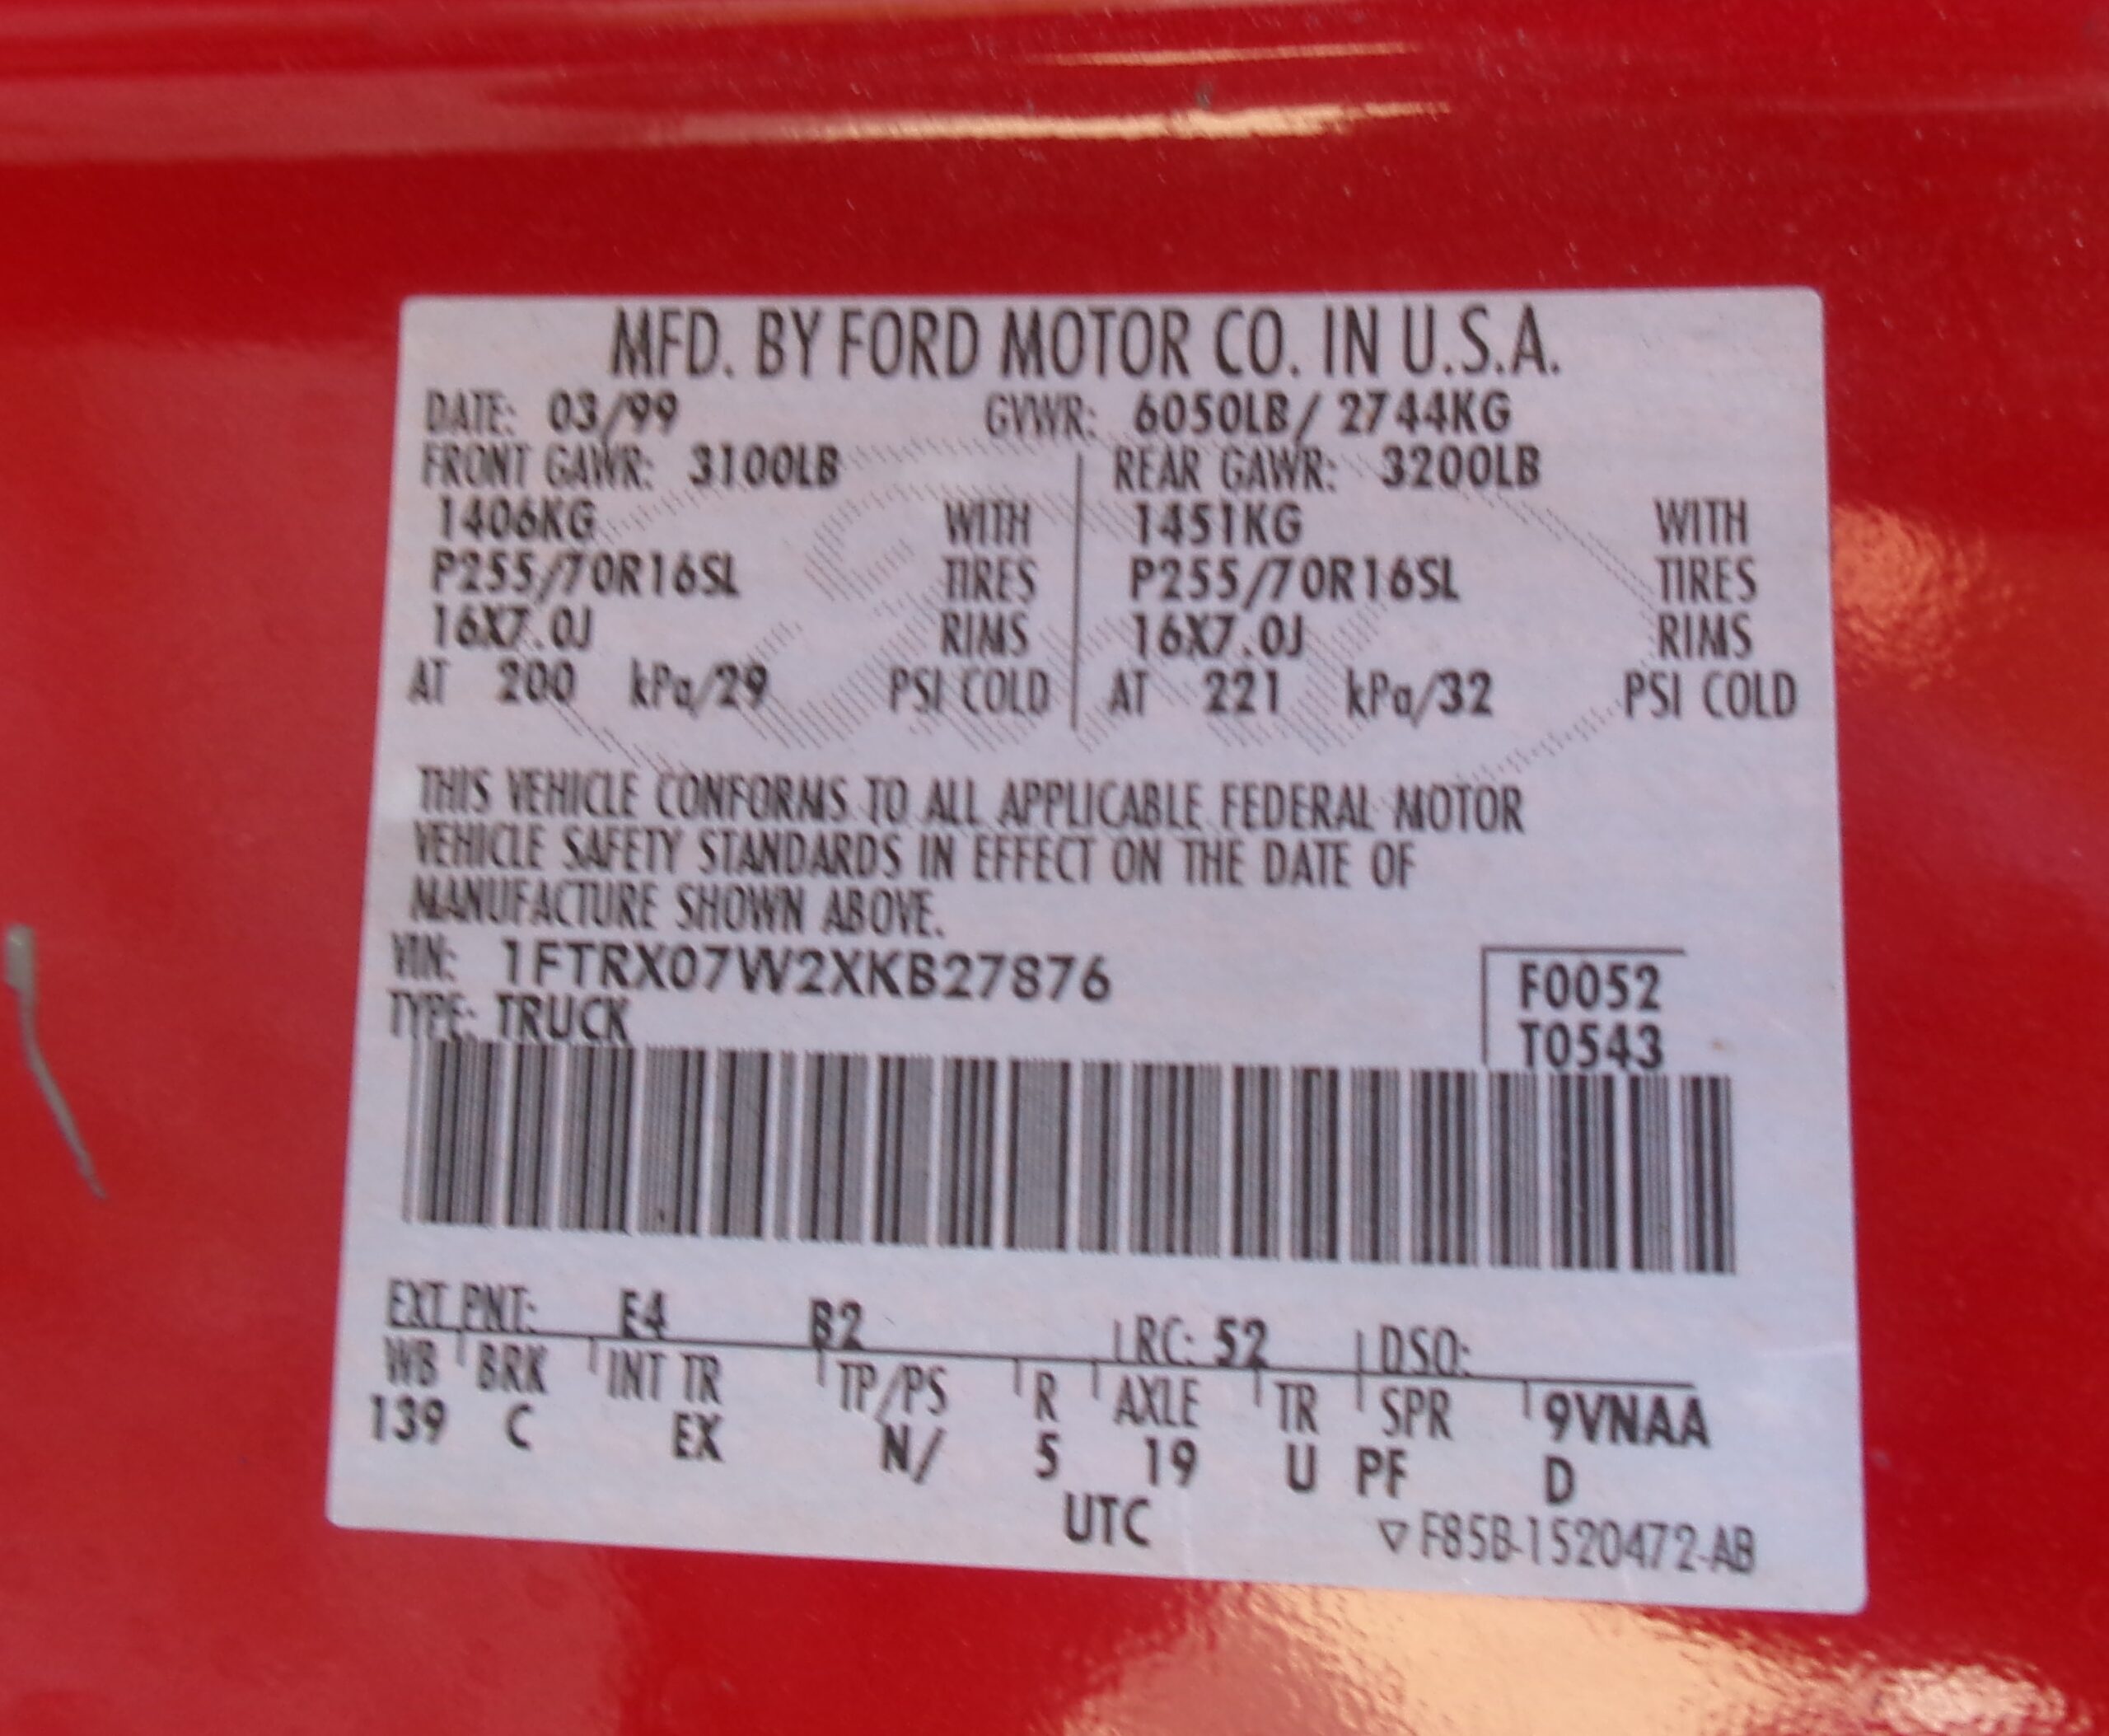 MFD. BY FORD MOTOR CO. IN U.S.A.
DATE: 03/99 GVWR: 6050LB/ 2744KG
FRONT GAWR: 3100LB REAR GAWR: 3200LB
1406KG WITH 1451KG WITH
P255/70R16SL TIRES P255/70R16SL TIRES
16X7.0J RIMS 16X7.0J RIMS
AT 200 kPa/29 PSI COLD AT 221 kPa/32 PSI COLD
THIS VEHICLE CONFORMS TO ALL APPLICABLE FEDERAL MOTOR
VEHICLE SAFETY STANDARDS IN EFFECT ON THE DATE OF
MANUFACTURE SHOWN ABOVE.
VIN: 1FTRX07W2XKB27876 F0052
TYPE: TRUCK T0543
EXT PNT: E4 B2 RC: 52 DSO:
WB BRK INT TR TP/PS R AXLE TR SPR 9VNAA
139 C EX N/ 5 19 U PF D
UTC ▽ F85B-1520472-AB